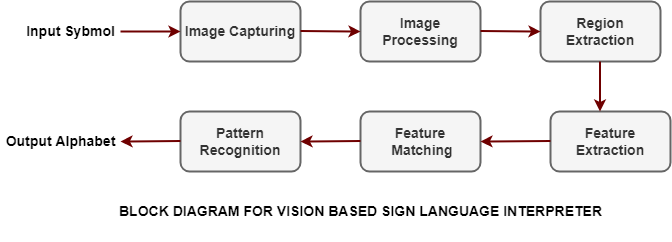 Input Sybmol
Image Capturing
Image
Processing
Region
Extraction
Output Alphabet
Pattern
Recognition
Feature
Matching
Feature
Extraction
BLOCK DIAGRAM FOR VISION BASED SIGN LANGUAGE INTERPRETER